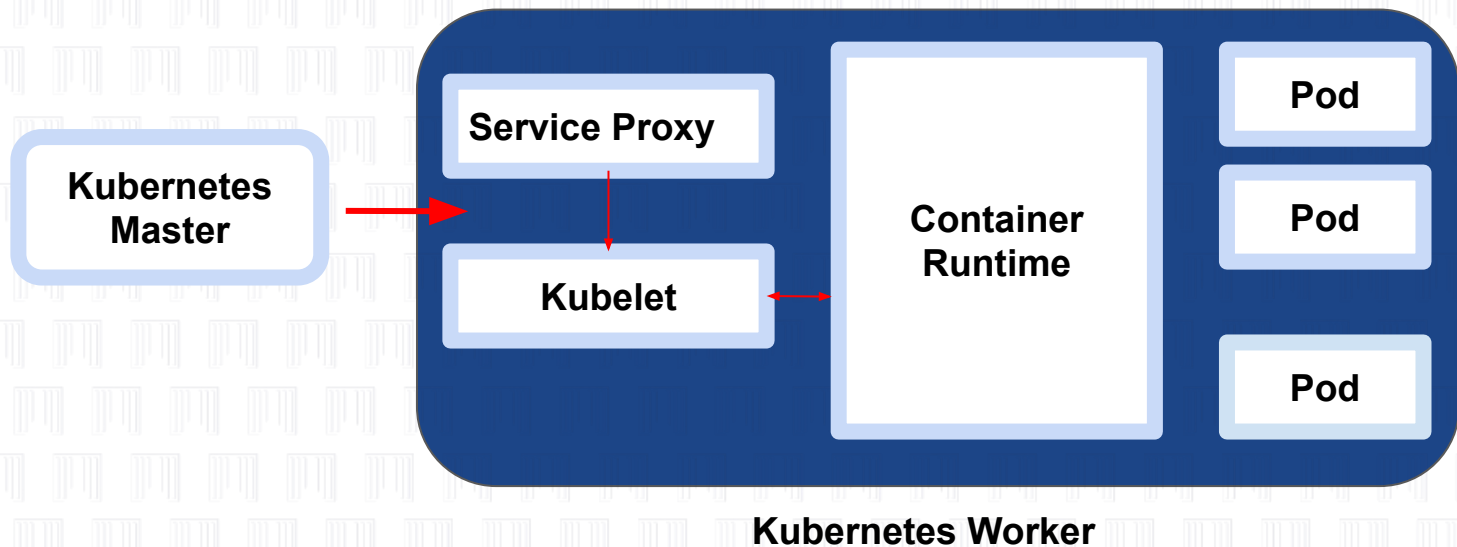 Kubernetes
Master
Service Proxy
Kubelet
Container
Runtime
Pod
Pod
Pod
Kubernetes Worker